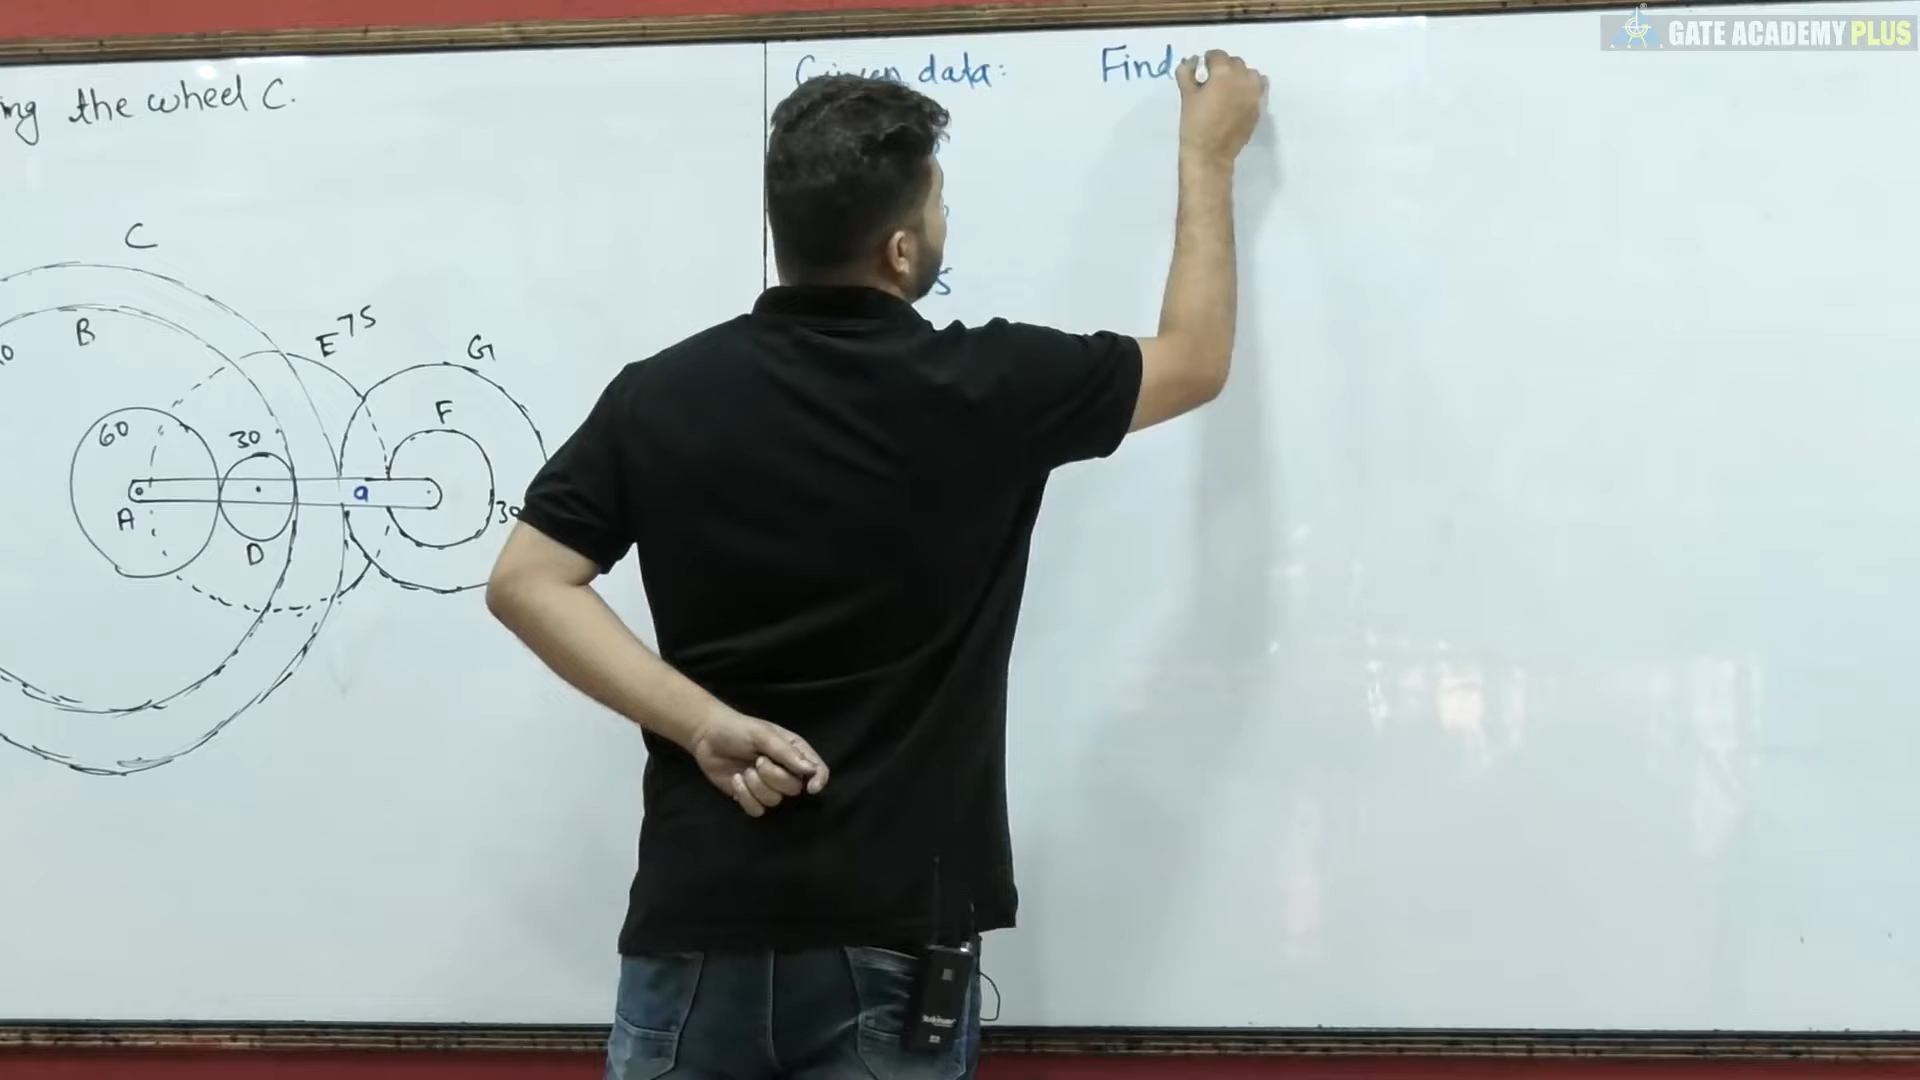 GATE ACADEMY PLUS
the wheel C.
Given data:
Find
C
B
E 75
G
60
30
F
a
A
D